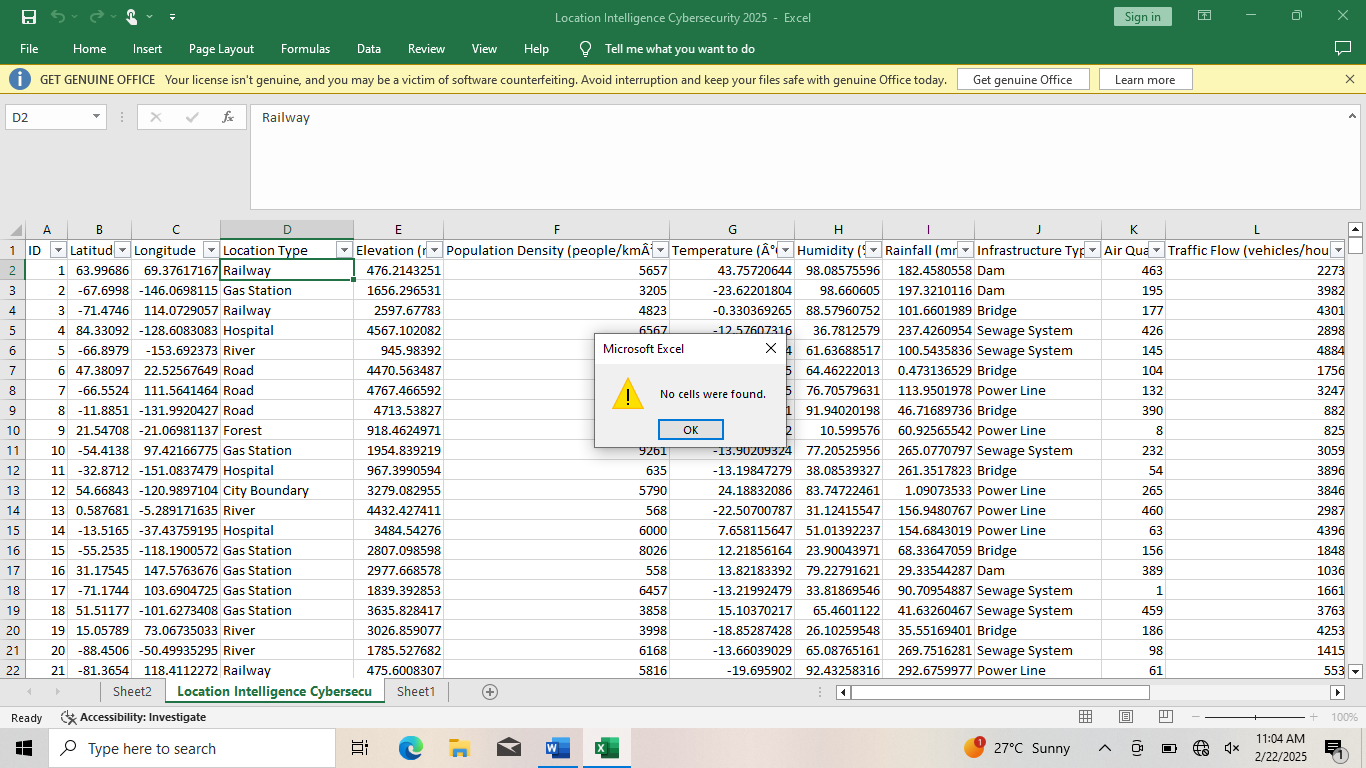 Location Intelligence Cybersecurity 2025 - Excel
Sign in
File Home Insert Page Layout Formulas Data Review View Help Tell me what you want to do
GET GENUINE OFFICE Your license isn't genuine, and you may be a victim of software counterfeiting. Avoid interruption and keep your files safe with genuine Office today. Get genuine Office Learn more
D2 fx Railway
A B C D E F G H I J K L
1 ID Latitud Longitude Location Type Elevation (r Population Density (people/kmÂ² Temperature (Â° Humidity (% Rainfall (mm Infrastructure Typ Air Qua Traffic Flow (vehicles/hou
2 1 63.99686 69.37617167 Railway 476.2143251 5657 43.75720644 98.08575596 182.4580558 Dam 463 2273
3 2 -67.6998 -146.0698115 Gas Station 1656.296531 3205 -23.62201804 98.660605 197.3210116 Dam 195 3982
4 3 -71.4746 114.0729057 Railway 2597.67783 4823 -0.330369265 88.57960752 101.6601989 Bridge 177 4301
5 4 84.33092 -128.6083083 Hospital 4567.102082 6567 -12.57607316 36.7812579 237.4260954 Sewage System 426 2898
6 5 -66.8979 -153.692373 River 945.98392 4 61.63688517 100.5435836 Sewage System 145 4884
7 6 47.38097 22.52567649 Road 4470.563487 5 64.46222013 0.473136529 Bridge 104 1756
8 7 -66.5524 111.5641464 Road 4767.466592 5 76.70579631 113.9501978 Power Line 132 3247
9 8 -11.8851 -131.9920427 Road 4713.53827 1 91.94020198 46.71689736 Bridge 390 882
10 9 21.54708 -21.06981137 Forest 918.4624971 2 10.599576 60.92565542 Power Line 8 825
11 10 -54.4138 97.42166775 Gas Station 1954.839219 9261 -13.90209324 77.20525956 265.0770797 Sewage System 232 3059
12 11 -32.8712 -151.0837479 Hospital 967.3990594 635 -13.19847279 38.08539327 261.3517823 Bridge 54 3896
13 12 54.66843 -120.9897104 City Boundary 3279.082955 5790 24.18832086 83.74722461 1.09073533 Power Line 265 3846
14 13 0.587681 -5.289171635 River 4432.427411 568 -22.50700787 31.12415547 156.9480767 Power Line 460 2987
15 14 -13.5165 -37.43759195 Hospital 3484.54276 6000 7.658115647 51.01392237 154.6843019 Power Line 63 4396
16 15 -55.2535 -118.1900572 Gas Station 2807.098598 8026 12.21856164 23.90043971 68.33647059 Bridge 156 1848
17 16 31.17545 147.5763676 Gas Station 2977.668578 558 13.82183392 79.22791621 29.33544287 Dam 389 1036
18 17 -71.1744 103.6904725 Gas Station 1839.392853 6457 -13.21992479 33.81869546 90.70954887 Sewage System 1 1661
19 18 51.51177 -101.6273408 Gas Station 3635.828417 3858 15.10370217 65.4601122 41.63260467 Sewage System 459 3763
20 19 15.05789 73.06735033 River 3026.859077 3998 -18.85287428 26.10259548 35.55169401 Bridge 186 4253
21 20 -88.4506 -50.49935295 River 1785.527682 6168 -13.66039029 65.08765161 269.7516281 Sewage System 98 1415
22 21 -81.3654 118.4112272 Railway 475.6008307 5816 -19.695902 92.43258316 292.6759977 Power Line 61 553
Microsoft Excel
No cells were found.
OK
Sheet2 Location Intelligence Cybersecu Sheet1
Ready Accessibility: Investigate 100%
Type here to search 1 27°C Sunny 11:04 AM
2/22/2025 1